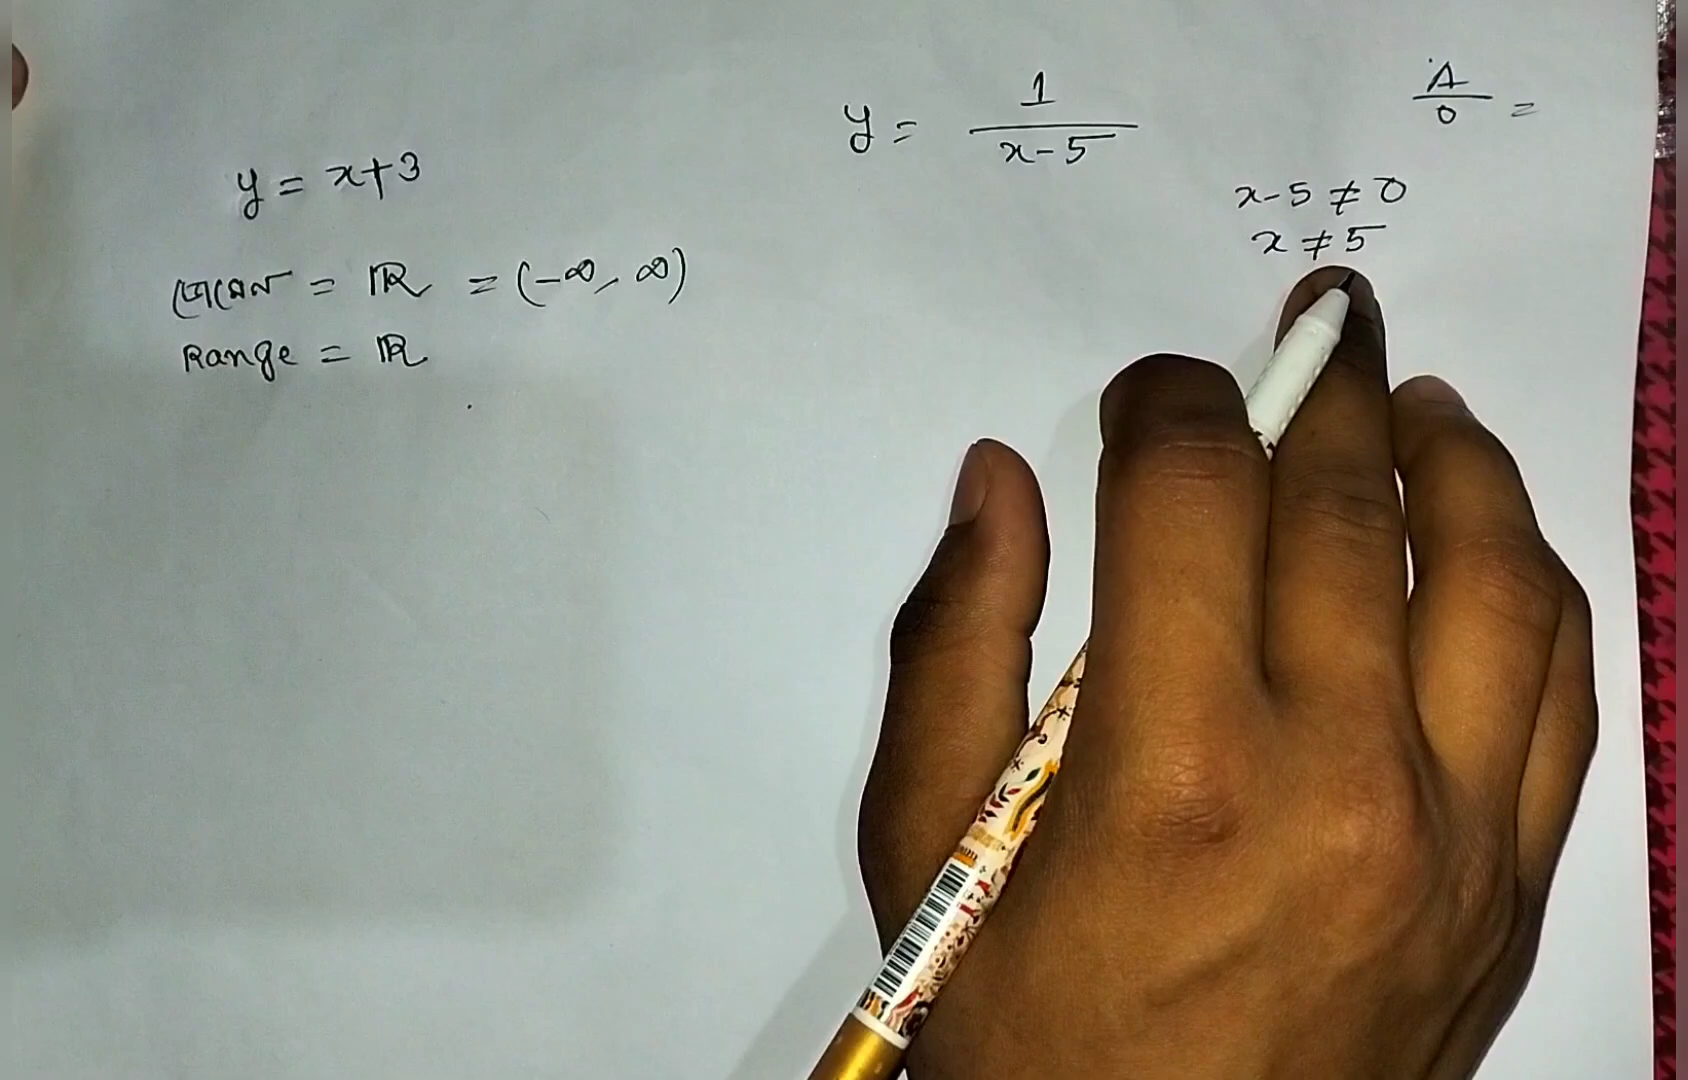 y = x+3
ডোমেন = ℝ = (-∞, ∞)
Range = ℝ
y = 1/(x-5)
A/0 =
x-5 ≠ 0
x ≠ 5